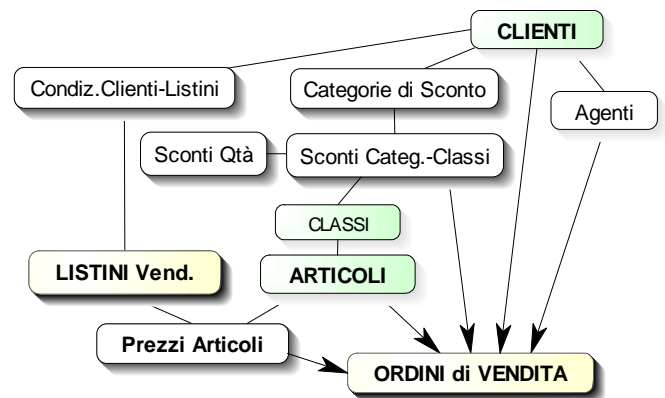 CLIENTI
Condiz.Clienti-Listini
Categorie di Sconto
Agenti
Sconti Qtà
Sconti Categ.-Classi
CLASSI
LISTINI Vend.
ARTICOLI
Prezzi Articoli
ORDINI di VENDITA